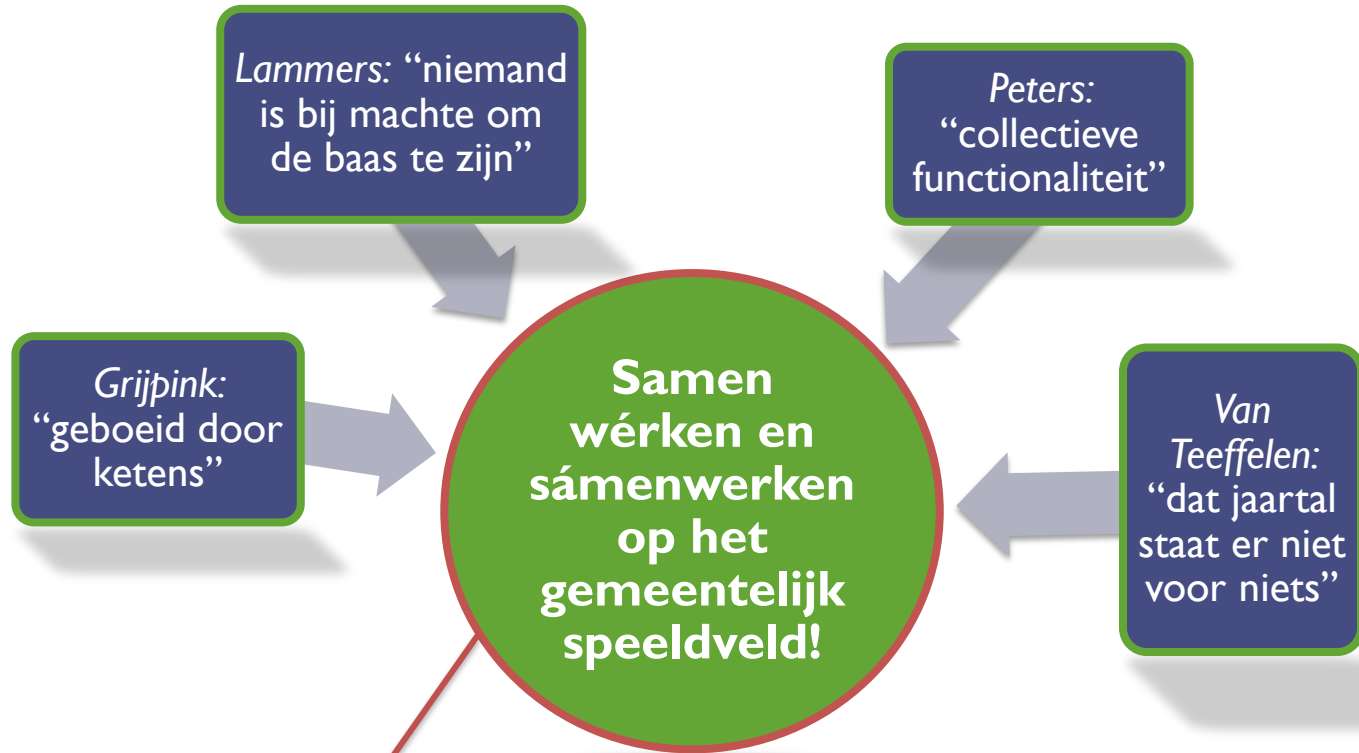 Lammers: “niemand
is bij machte om
de baas te zijn”
Peters:
“collectieve
functionaliteit”
Grijpink:
“geboeid door
ketens”
Samen
wérken en
sámenwerken
op het
gemeentelijk
speeldveld!
Van
Teeffelen:
“dat jaartal
staat er niet
voor niets”